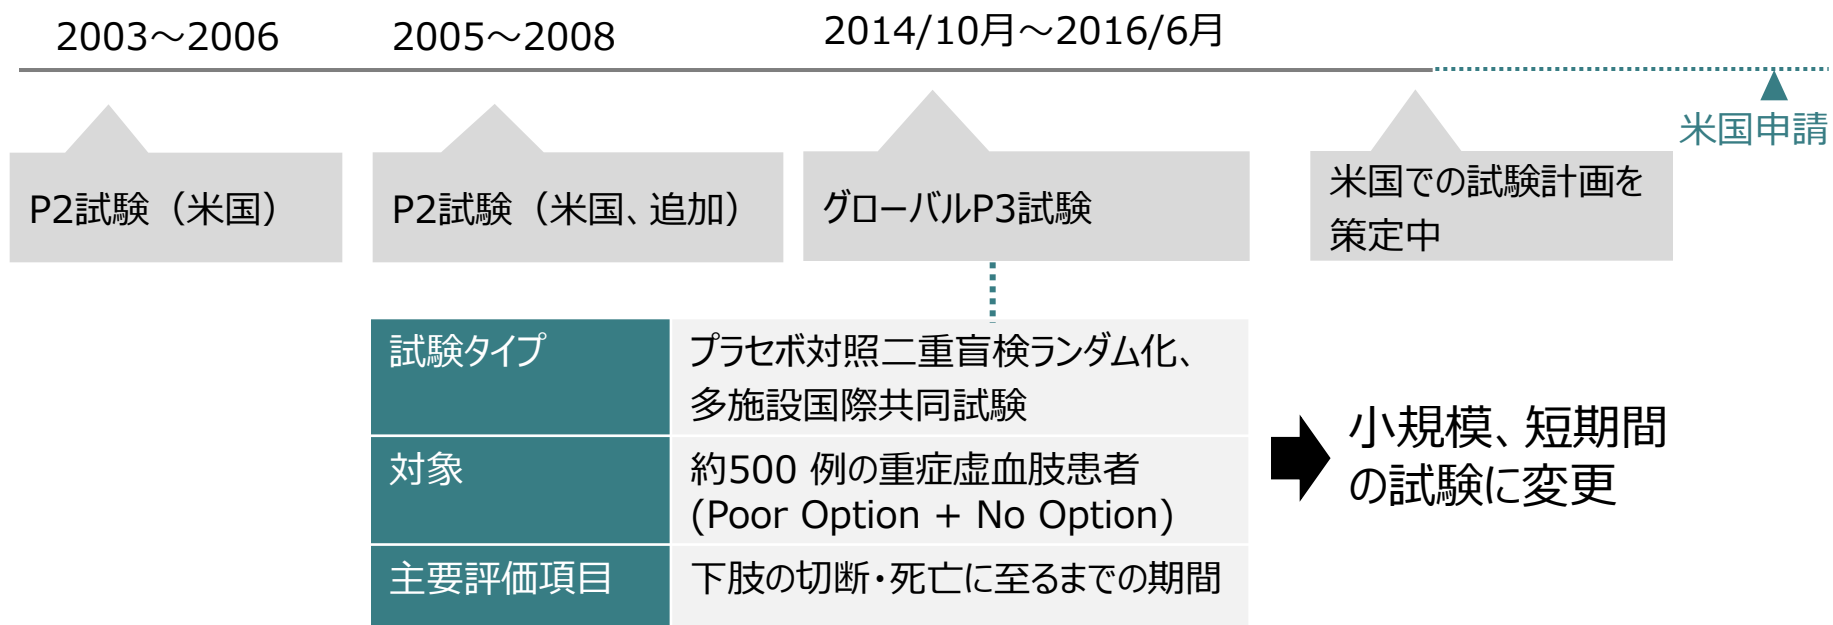 2003～2006
2005～2008
2014/10月～2016/6月
米国申請
P2試験（米国）
P2試験（米国、追加）
グローバルP3試験
米国での試験計画を
策定中
試験タイプ
プラセボ対照二重盲検ランダム化、
多施設国際共同試験
対象
約500 例の重症虚血肢患者
(Poor Option + No Option)
主要評価項目
下肢の切断・死亡に至るまでの期間
小規模、短期間
の試験に変更